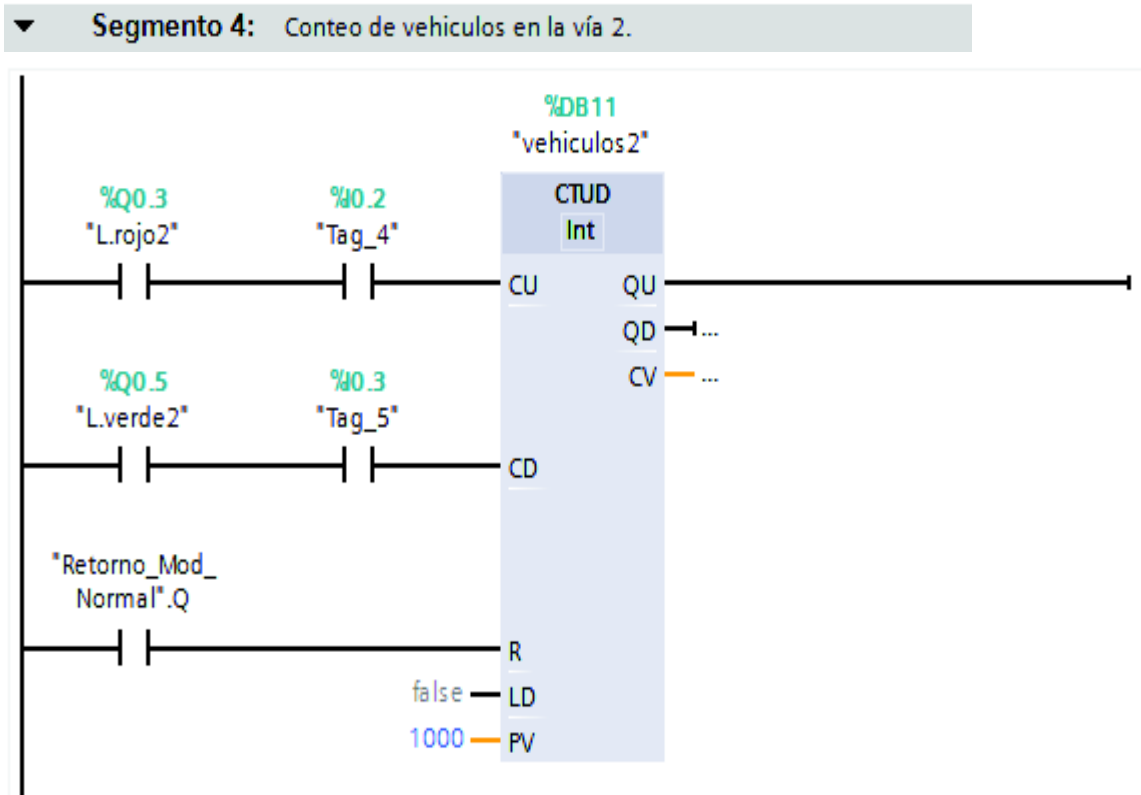 Segmento 4: Conteo de vehiculos en la vía 2.
%DB11
"vehiculos2"
%Q0.3
%I0.2
CTUD
"L.rojo2"
"Tag_4"
Int
CU
QU
QD
...
%Q0.5
%I0.3
CV
...
"L.verde2"
"Tag_5"
CD
"Retorno_Mod_
Normal".Q
R
false
LD
1000
PV